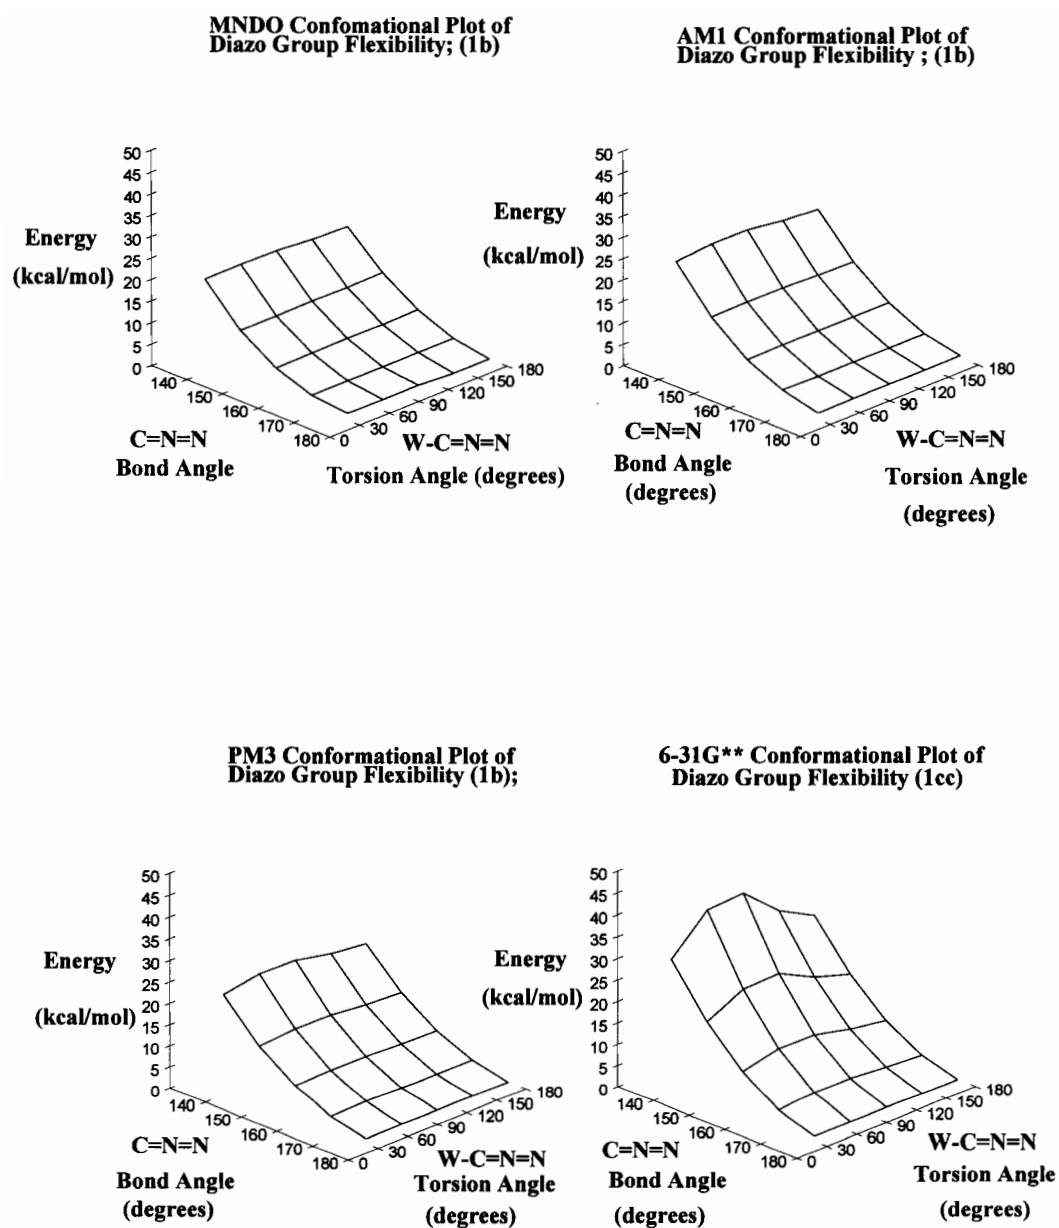 MNDO Confomational Plot of
Diazo Group Flexibility; (1b)
50
45
40
35
30
25
20
15
10
5
0
Energy
(kcal/mol)
140
150
160
170
180
0
30
60
90
120
150
180
C=N=N
Bond Angle
W-C=N=N
Torsion Angle (degrees)
AM1 Conformational Plot of
Diazo Group Flexibility ; (1b)
50
45
40
35
30
25
20
15
10
5
0
Energy
(kcal/mol)
140
150
160
170
180
0
30
60
90
120
150
180
C=N=N
Bond Angle
(degrees)
W-C=N=N
Torsion Angle
(degrees)
PM3 Conformational Plot of
Diazo Group Flexibility (1b);
50
45
40
35
30
25
20
15
10
5
0
Energy
(kcal/mol)
140
150
160
170
180
0
30
60
90
120
150
180
C=N=N
Bond Angle
(degrees)
W-C=N=N
Torsion Angle
(degrees)
6-31G** Conformational Plot of
Diazo Group Flexibility (1cc)
50
45
40
35
30
25
20
15
10
5
0
Energy
(kcal/mol)
140
150
160
170
180
0
30
60
90
120
150
180
C=N=N
Bond Angle
(degrees)
W-C=N=N
Torsion Angle
(degrees)